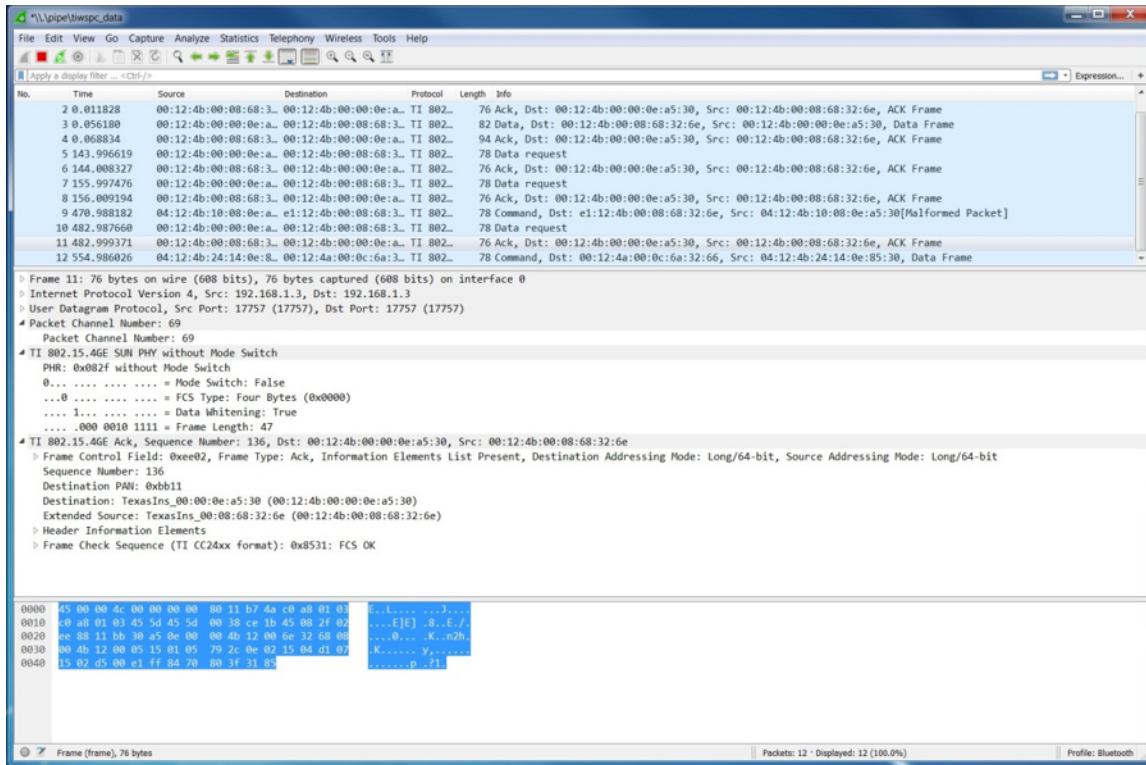 *\\.\pipe\tiwspc_data
File Edit View Go Capture Analyze Statistics Telephony Wireless Tools Help
Apply a display filter ... <Ctrl-/> Expression... +
No. Time Source Destination Protocol Length Info
2 0.011828 00:12:4b:00:08:68:3… 00:12:4b:00:00:0e:a… TI 802… 76 Ack, Dst: 00:12:4b:00:00:0e:a5:30, Src: 00:12:4b:00:08:68:32:6e, ACK Frame
3 0.056180 00:12:4b:00:08:68:3… 00:12:4b:00:00:0e:a… TI 802… 82 Data, Dst: 00:12:4b:00:00:0e:a5:30, Src: 00:12:4b:00:08:68:32:6e, Data Frame
4 0.068834 00:12:4b:00:08:68:3… 00:12:4b:00:00:0e:a… TI 802… 94 Ack, Dst: 00:12:4b:00:00:0e:a5:30, Src: 00:12:4b:00:08:68:32:6e, ACK Frame
5 143.996619 00:12:4b:00:00:0e:a… 00:12:4b:00:08:68:3… TI 802… 78 Data request
6 144.008327 00:12:4b:00:08:68:3… 00:12:4b:00:00:0e:a… TI 802… 76 Ack, Dst: 00:12:4b:00:00:0e:a5:30, Src: 00:12:4b:00:08:68:32:6e, ACK Frame
7 155.997476 00:12:4b:00:00:0e:a… 00:12:4b:00:08:68:3… TI 802… 78 Data request
8 156.009194 00:12:4b:00:08:68:3… 00:12:4b:00:00:0e:a… TI 802… 76 Ack, Dst: 00:12:4b:00:00:0e:a5:30, Src: 00:12:4b:00:08:68:32:6e, ACK Frame
9 470.988182 04:12:4b:10:08:0e:a… e1:12:4b:00:08:68:3… TI 802… 78 Command, Dst: e1:12:4b:00:08:68:32:6e, Src: 04:12:4b:10:08:0e:a5:30[Malformed Packet]
10 482.987660 00:12:4b:00:00:0e:a… 00:12:4b:00:08:68:3… TI 802… 78 Data request
11 482.999371 00:12:4b:00:08:68:3… 00:12:4b:00:00:0e:a… TI 802… 76 Ack, Dst: 00:12:4b:00:00:0e:a5:30, Src: 00:12:4b:00:08:68:32:6e, ACK Frame
12 554.986026 04:12:4b:24:14:0e:8… 00:12:4a:00:0c:6a:3… TI 802… 78 Command, Dst: 00:12:4a:00:0c:6a:32:66, Src: 04:12:4b:24:14:0e:85:30, Data Frame
Frame 11: 76 bytes on wire (608 bits), 76 bytes captured (608 bits) on interface 0
Internet Protocol Version 4, Src: 192.168.1.3, Dst: 192.168.1.3
User Datagram Protocol, Src Port: 17757 (17757), Dst Port: 17757 (17757)
Packet Channel Number: 69
Packet Channel Number: 69
TI 802.15.4GE SUN PHY without Mode Switch
PHR: 0x082f without Mode Switch
0... .... .... .... = Mode Switch: False
...0 .... .... .... = FCS Type: Four Bytes (0x0000)
.... 1... .... .... = Data Whitening: True
.... .000 0010 1111 = Frame Length: 47
TI 802.15.4GE Ack, Sequence Number: 136, Dst: 00:12:4b:00:00:0e:a5:30, Src: 00:12:4b:00:08:68:32:6e
Frame Control Field: 0xee02, Frame Type: Ack, Information Elements List Present, Destination Addressing Mode: Long/64-bit, Source Addressing Mode: Long/64-bit
Sequence Number: 136
Destination PAN: 0xbb11
Destination: TexasIns_00:00:0e:a5:30 (00:12:4b:00:00:0e:a5:30)
Extended Source: TexasIns_00:08:68:32:6e (00:12:4b:00:08:68:32:6e)
Header Information Elements
Frame Check Sequence (TI CC24xx format): 0x8531: FCS OK
0000 45 00 00 4c 00 00 00 00 80 11 b7 4a c0 a8 01 03 E..L.... ...J....
0010 c0 a8 01 03 45 5d 45 5d 00 38 ce 1b 45 08 2f 02 ....E]E] .8..E./.
0020 ee 88 11 bb 30 a5 0e 00 00 4b 12 00 6e 32 68 08 ....0... .K..n2h.
0030 00 4b 12 00 05 15 01 05 79 2c 0e 02 15 04 d1 07 .K...... y,......
0040 15 02 d5 00 e1 ff 84 70 80 3f 31 85 .......p .?1.
Frame (frame), 76 bytes Packets: 12 · Displayed: 12 (100.0%) Profile: Bluetooth